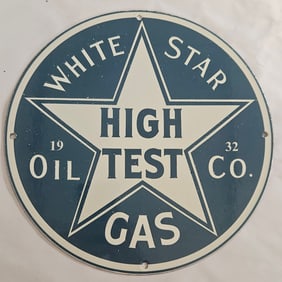 WHITE STAR
HIGH
TEST
19 32
OIL CO.
GAS